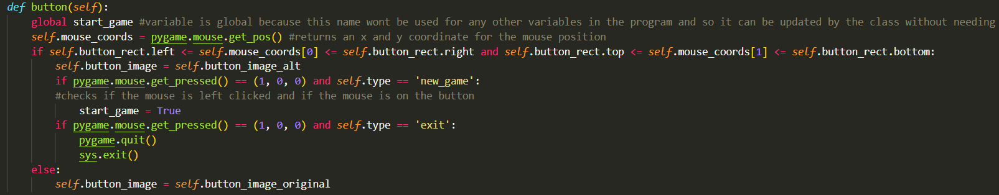 def button(self):
    global start_game #variable is global because this name wont be used for any other variables in the program and so it can be updated by the class without needing
    self.mouse_coords = pygame.mouse.get_pos() #returns an x and y coordinate for the mouse position
    if self.button_rect.left <= self.mouse_coords[0] <= self.button_rect.right and self.button_rect.top <= self.mouse_coords[1] <= self.button_rect.bottom:
        self.button_image = self.button_image_alt
        if pygame.mouse.get_pressed() == (1, 0, 0) and self.type == 'new_game':
        #checks if the mouse is left clicked and if the mouse is on the button
            start_game = True
        if pygame.mouse.get_pressed() == (1, 0, 0) and self.type == 'exit':
            pygame.quit()
            sys.exit()
    else:
        self.button_image = self.button_image_original